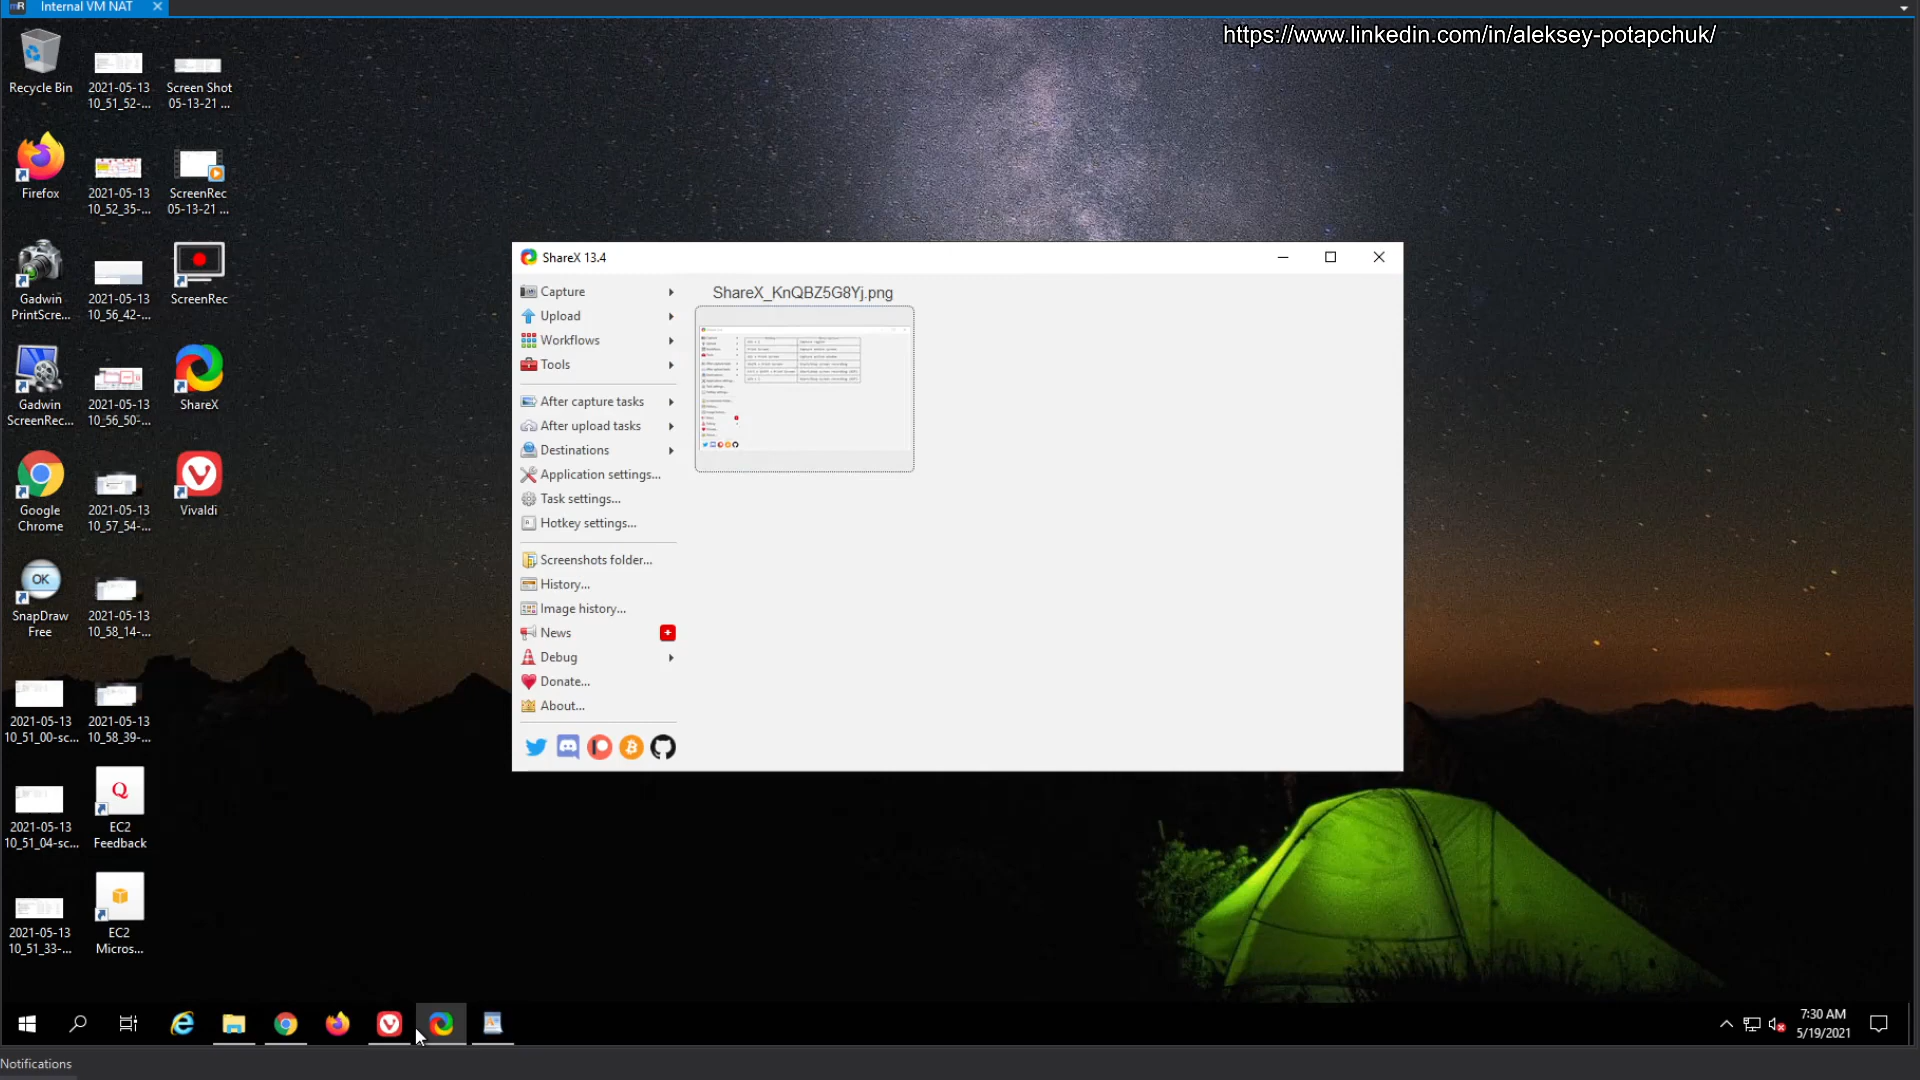 Internal VM NAT
https://www.linkedin.com/in/aleksey-potapchuk/
Recycle Bin
2021-05-13
10_51_52-...
Screen Shot
05-13-21 ...
Firefox
2021-05-13
10_52_35-...
ScreenRec
05-13-21 ...
Gadwin
PrintScre...
2021-05-13
10_56_42-...
ScreenRec
Gadwin
ScreenRec...
2021-05-13
10_56_50-...
ShareX
Google
Chrome
2021-05-13
10_57_54-...
Vivaldi
OK
SnapDraw
Free
2021-05-13
10_58_14-...
2021-05-13
10_51_00-sc...
2021-05-13
10_58_39-...
2021-05-13
10_51_04-sc...
Q
EC2
Feedback
2021-05-13
10_51_33-...
EC2
Micros...
ShareX 13.4
Capture
Upload
Workflows
Tools
After capture tasks
After upload tasks
Destinations
Application settings...
Task settings...
Hotkey settings...
Screenshots folder...
History...
Image history...
News
Debug
Donate...
About...
ShareX_KnQBZ5G8Yj.png
7:30 AM
5/19/2021
Notifications